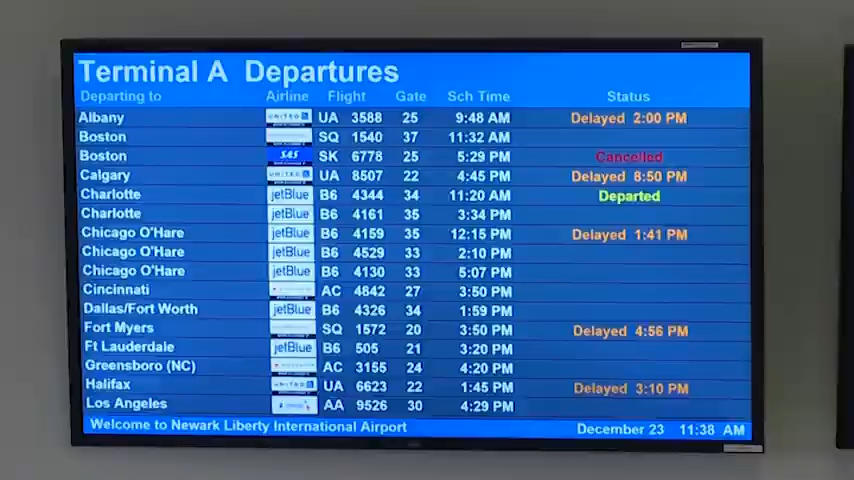 Terminal A Departures
Departing to Airline Flight Gate Sch Time Status
Albany UNITED UA 3588 25 9:48 AM Delayed 2:00 PM
Boston SQ 1540 37 11:32 AM
Boston SAS SK 6778 25 5:29 PM Cancelled
Calgary UNITED UA 8507 22 4:45 PM Delayed 8:50 PM
Charlotte jetBlue B6 4344 34 11:20 AM Departed
Charlotte jetBlue B6 4161 35 3:34 PM
Chicago O'Hare jetBlue B6 4159 35 12:15 PM Delayed 1:41 PM
Chicago O'Hare jetBlue B6 4529 33 2:10 PM
Chicago O'Hare jetBlue B6 4130 33 5:07 PM
Cincinnati AC 4842 27 3:50 PM
Dallas/Fort Worth jetBlue B6 4326 34 1:59 PM
Fort Myers SQ 1572 20 3:50 PM Delayed 4:56 PM
Ft Lauderdale jetBlue B6 505 21 3:20 PM
Greensboro (NC) AC 3155 24 4:20 PM
Halifax UNITED UA 6623 22 1:45 PM Delayed 3:10 PM
Los Angeles AA 9526 30 4:29 PM
Welcome to Newark Liberty International Airport December 23 11:38 AM